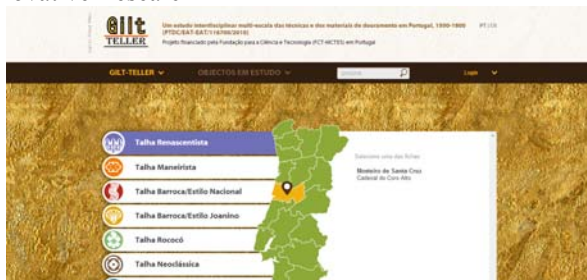 Gilt
TELLER
Um estudo interdisciplinar multi-escala das técnicas e dos materiais de douramento em Portugal, 1500-1800
(PTDC/EAT-EAT/116700/2010)
Projeto financiado pela Fundação para a Ciência e Tecnologia (FCT-MCTES) em Portugal
PT | EN
GILT-TELLER
OBJECTOS EM ESTUDO
Login
Talha Renascentista
Talha Maneirista
Talha Barroca/Estilo Nacional
Talha Barroca/Estilo Joanino
Talha Rococó
Talha Neoclássica
Selecione uma das fichas
Mosteiro de Santa Cruz
Cadeiral do Coro Alto